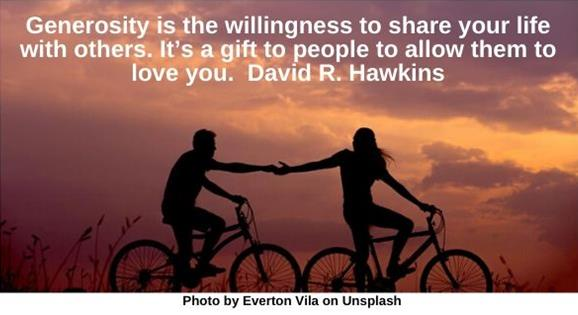 Generosity is the willingness to share your life
with others. It’s a gift to people to allow them to
love you.  David R. Hawkins
Photo by Everton Vila on Unsplash